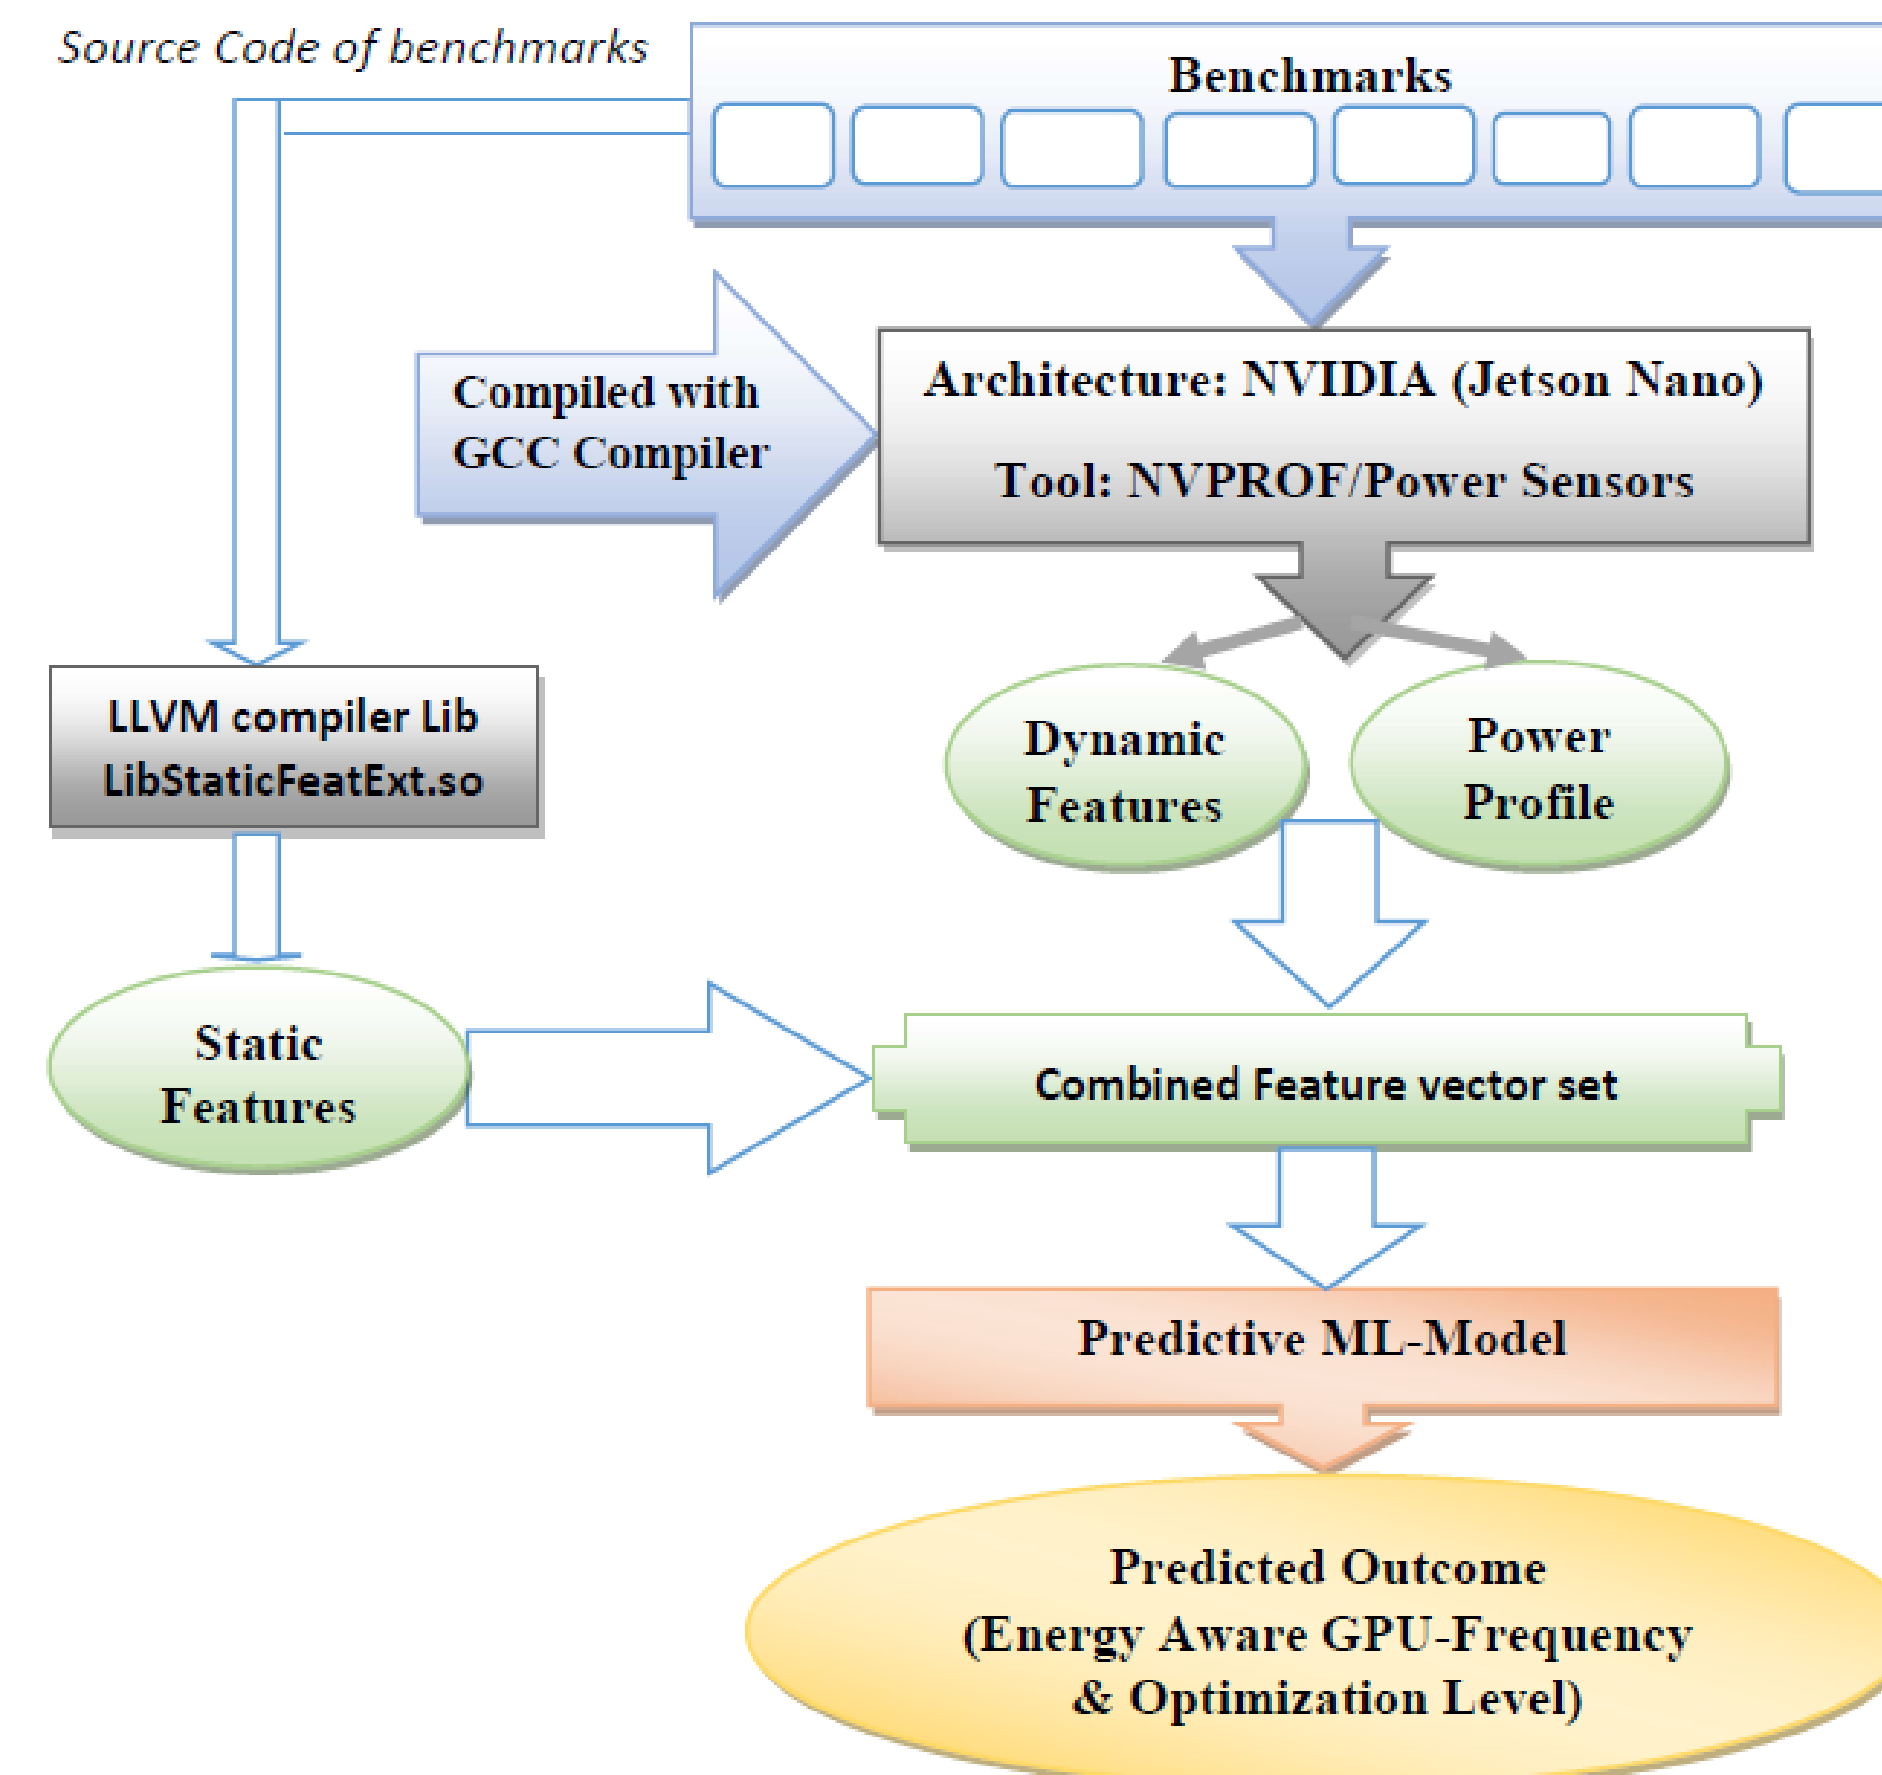 Source Code of benchmarks
Benchmarks
Compiled with
GCC Compiler
Architecture: NVIDIA (Jetson Nano)
Tool: NVPROF/Power Sensors
LLVM compiler Lib
LibStaticFeatExt.so
Dynamic
Features
Power
Profile
Static
Features
Combined Feature vector set
Predictive ML-Model
Predicted Outcome
(Energy Aware GPU-Frequency
& Optimization Level)